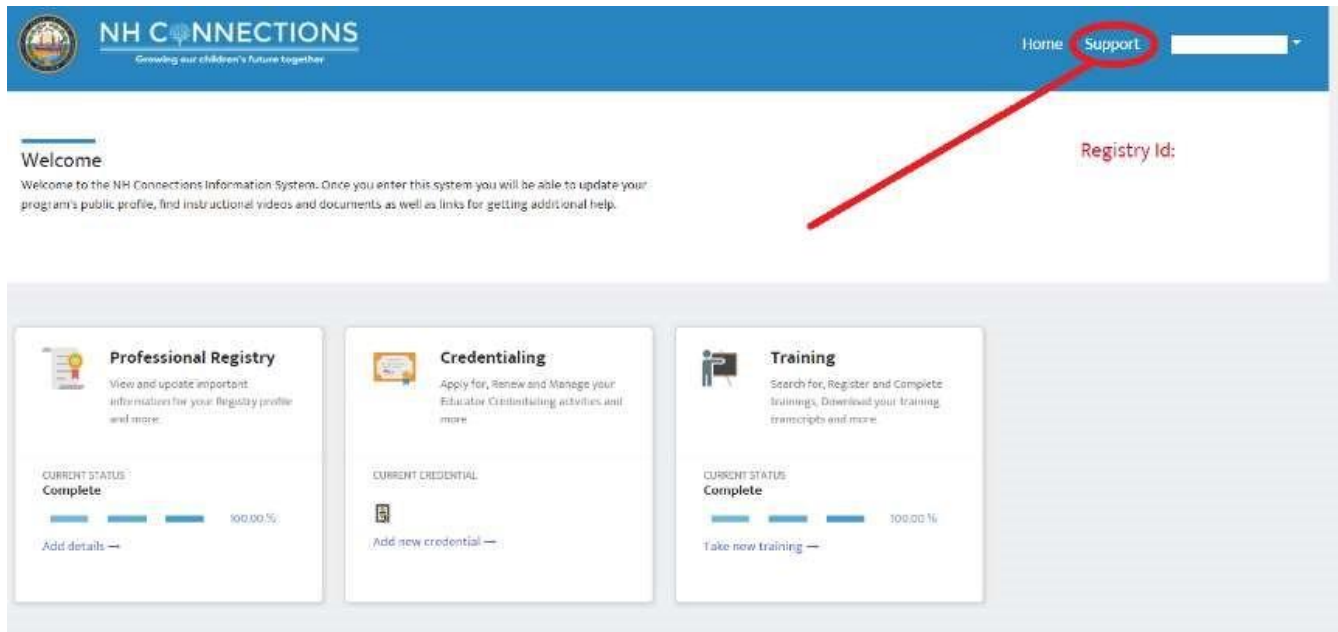 NH CONNECTIONS
Growing our children's future together
Home Support
Welcome
Registry Id:
Welcome to the NH Connections Information System. Once you enter this system you will be able to update your
program's public profile, find instructional videos and documents as well as links for getting additional help.
Professional Registry
View and update important
information for your Registry profile
and more.
CURRENT STATUS
Complete
100.00 %
Add details →
Credentialing
Apply for, Renew and Manage your
Educator Credentialing activities and
more
CURRENT CREDENTIAL
Add new credential →
Training
Search for, Register and Complete
trainings, Download your training
transcripts and more
CURRENT STATUS
Complete
100.00 %
Take new training →